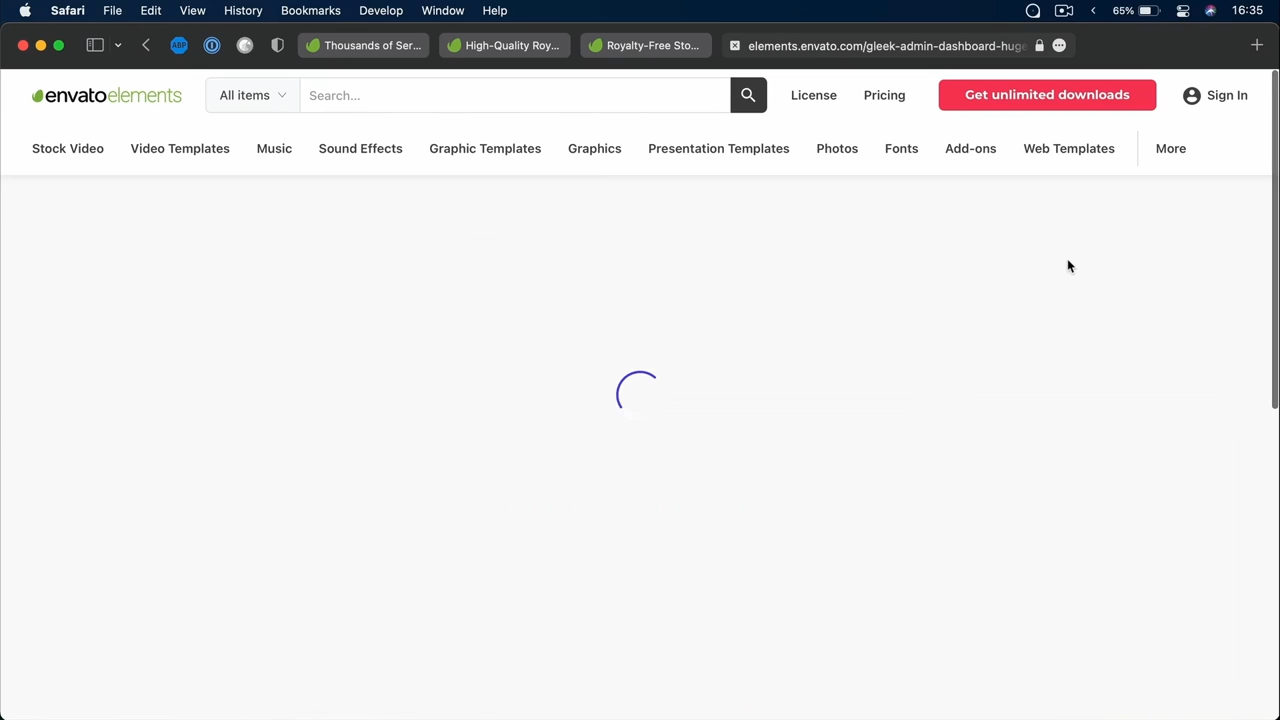 Safari File Edit View History Bookmarks Develop Window Help 65% 16:35
ABP Thousands of Ser... High-Quality Roy... Royalty-Free Sto... elements.envato.com/gleek-admin-dashboard-huge
envatoelements All items Search... License Pricing Get unlimited downloads Sign In
Stock Video Video Templates Music Sound Effects Graphic Templates Graphics Presentation Templates Photos Fonts Add-ons Web Templates More